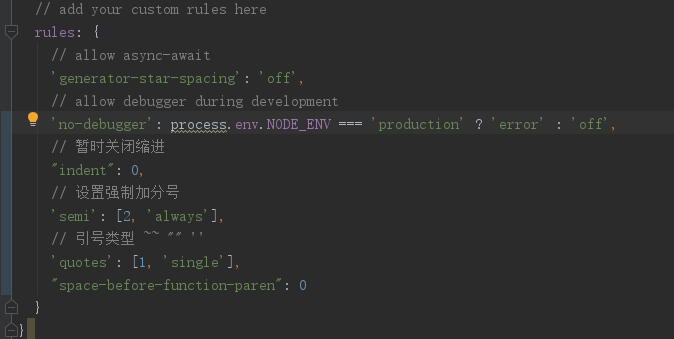 // add your custom rules here
rules: {
// allow async-await
'generator-star-spacing': 'off',
// allow debugger during development
'no-debugger': process.env.NODE_ENV === 'production' ? 'error' : 'off',
// 暂时关闭缩进
"indent": 0,
// 设置强制加分号
'semi': [2, 'always'],
// 引号类型 ~~ "" ''
'quotes': [1, 'single'],
"space-before-function-paren": 0
}
}